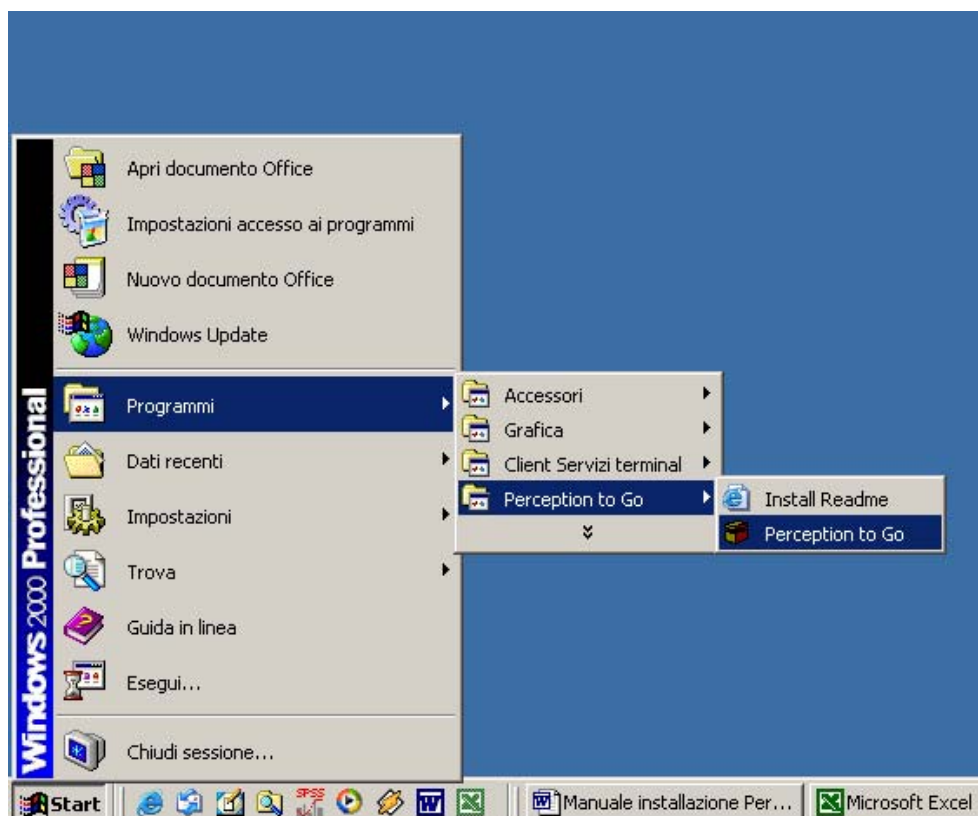 Apri documento Office
Impostazioni accesso ai programmi
Nuovo documento Office
Windows Update
Programmi
Dati recenti
Impostazioni
Trova
Guida in linea
Esegui...
Chiudi sessione...
Windows 2000 Professional
Accessori
Grafica
Client Servizi terminal
Perception to Go
Install Readme
Perception to Go
Start
SPSS
Manuale installazione Per...
Microsoft Excel